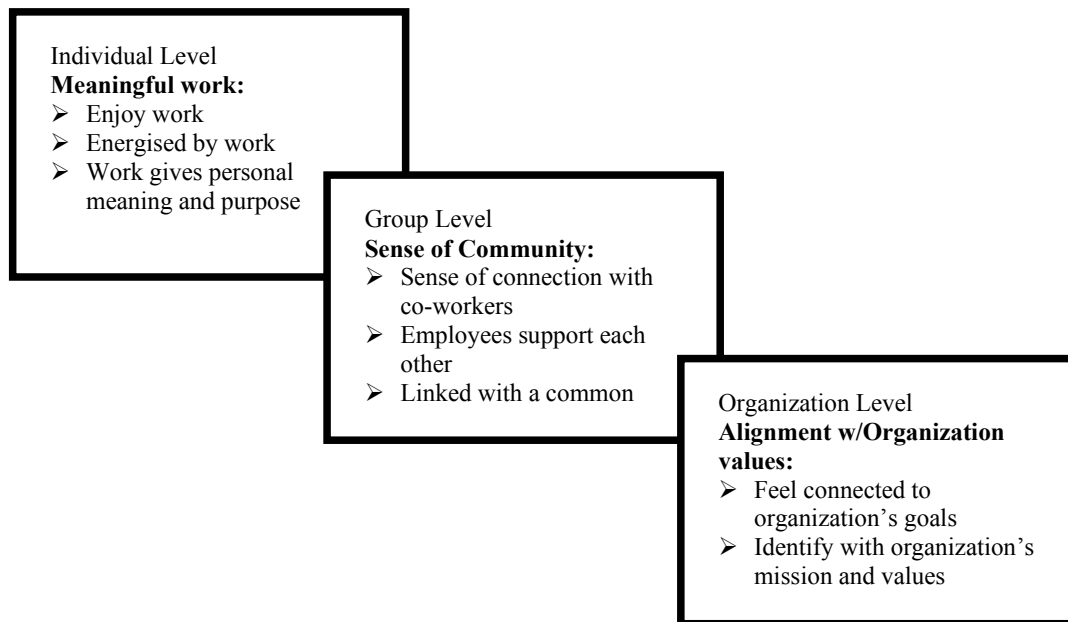 Individual Level
Meaningful work:
➢ Enjoy work
➢ Energised by work
➢ Work gives personal
meaning and purpose
Group Level
Sense of Community:
➢ Sense of connection with
co-workers
➢ Employees support each
other
➢ Linked with a common
Organization Level
Alignment w/Organization
values:
➢ Feel connected to
organization’s goals
➢ Identify with organization’s
mission and values